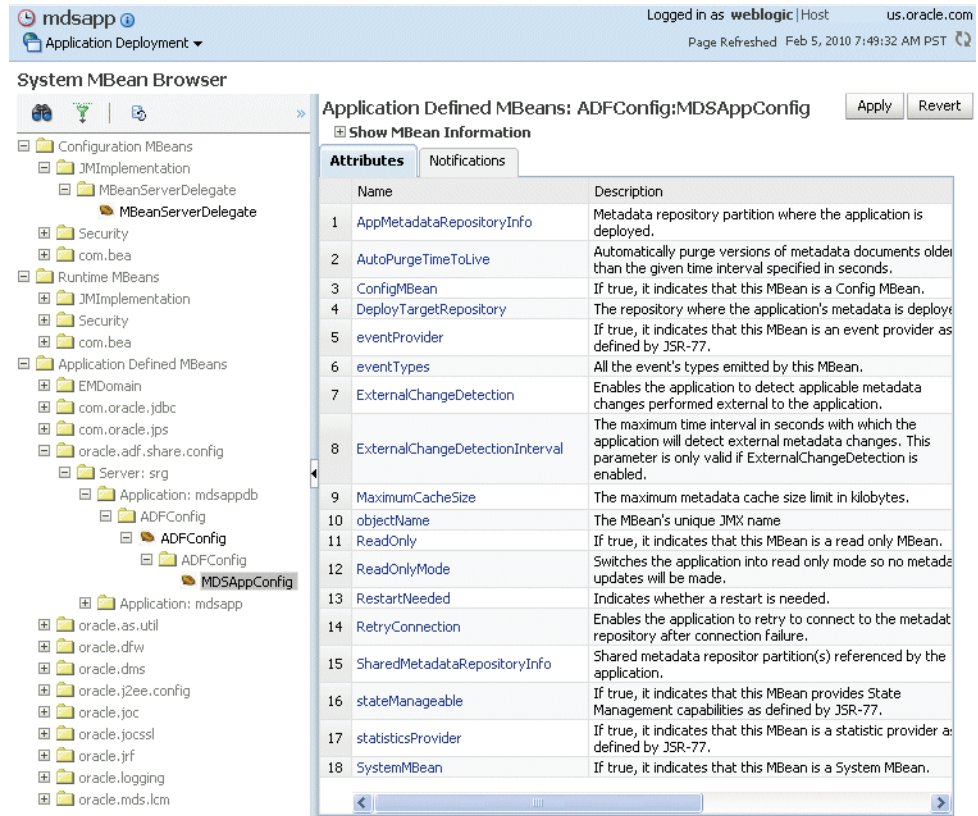 mdsapp
Logged in as weblogic|Host us.oracle.com
Application Deployment
Page Refreshed Feb 5, 2010 7:49:32 AM PST
System MBean Browser
Configuration MBeans
JMImplementation
MBeanServerDelegate
MBeanServerDelegate
Security
com.bea
Runtime MBeans
JMImplementation
Security
com.bea
Application Defined MBeans
EMDomain
com.oracle.jdbc
com.oracle.jps
oracle.adf.share.config
Server: srg
Application: mdsappdb
ADFConfig
ADFConfig
ADFConfig
MDSAppConfig
Application: mdsapp
oracle.as.util
oracle.dfw
oracle.dms
oracle.j2ee.config
oracle.joc
oracle.jocssl
oracle.jrf
oracle.logging
oracle.mds.lcm
Application Defined MBeans: ADFConfig:MDSAppConfig
Apply Revert
Show MBean Information
Attributes Notifications
Name Description
1 AppMetadataRepositoryInfo Metadata repository partition where the application is
deployed.
2 AutoPurgeTimeToLive Automatically purge versions of metadata documents older
than the given time interval specified in seconds.
3 ConfigMBean If true, it indicates that this MBean is a Config MBean.
4 DeployTargetRepository The repository where the application's metadata is deploye
5 eventProvider If true, it indicates that this MBean is an event provider as
defined by JSR-77.
6 eventTypes All the event's types emitted by this MBean.
7 ExternalChangeDetection Enables the application to detect applicable metadata
changes performed external to the application.
8 ExternalChangeDetectionInterval The maximum time interval in seconds with which the
application will detect external metadata changes. This
parameter is only valid if ExternalChangeDetection is
enabled.
9 MaximumCacheSize The maximum metadata cache size limit in kilobytes.
10 objectName The MBean's unique JMX name
11 ReadOnly If true, it indicates that this MBean is a read only MBean.
12 ReadOnlyMode Switches the application into read only mode so no metada
updates will be made.
13 RestartNeeded Indicates whether a restart is needed.
14 RetryConnection Enables the application to retry to connect to the metadat
repository after connection failure.
15 SharedMetadataRepositoryInfo Shared metadata repositor partition(s) referenced by the
application.
16 stateManageable If true, it indicates that this MBean provides State
Management capabilities as defined by JSR-77.
17 statisticsProvider If true, it indicates that this MBean is a statistic provider a
defined by JSR-77.
18 SystemMBean If true, it indicates that this MBean is a System MBean.